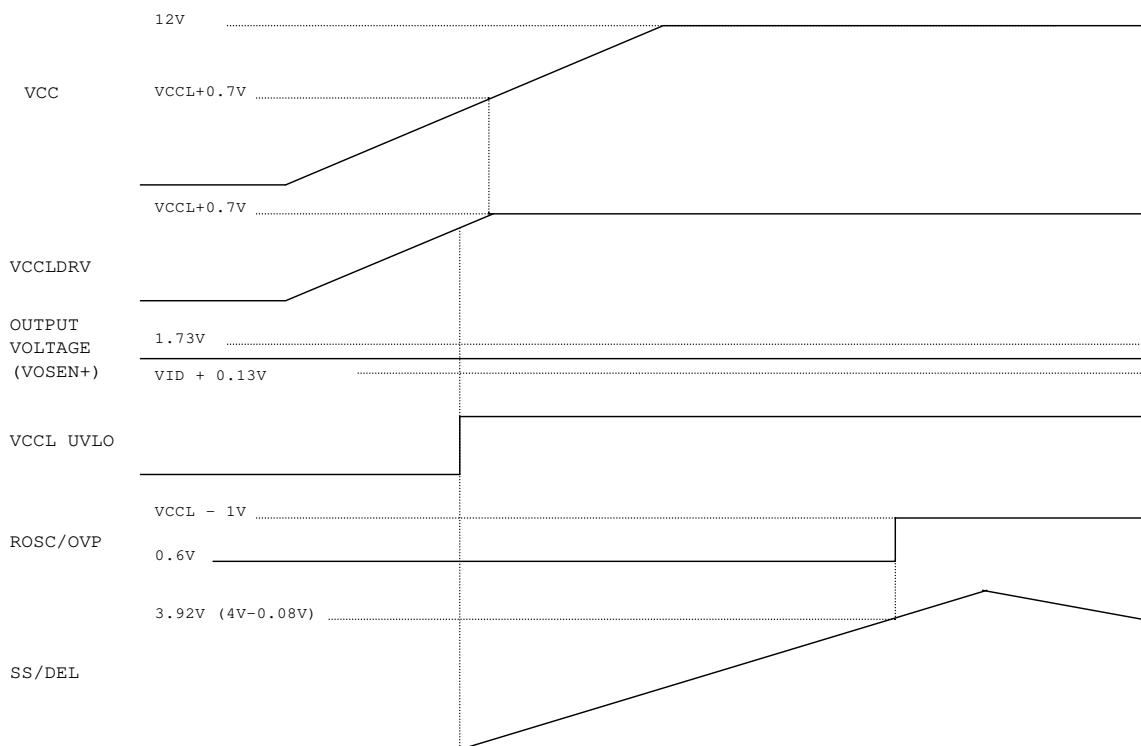 12V
VCC
VCCL+0.7V
VCCL+0.7V
VCCLDRV
OUTPUT
VOLTAGE
(VOSEN+)
1.73V
VID + 0.13V
VCCL UVLO
VCCL - 1V
ROSC/OVP
0.6V
3.92V (4V-0.08V)
SS/DEL